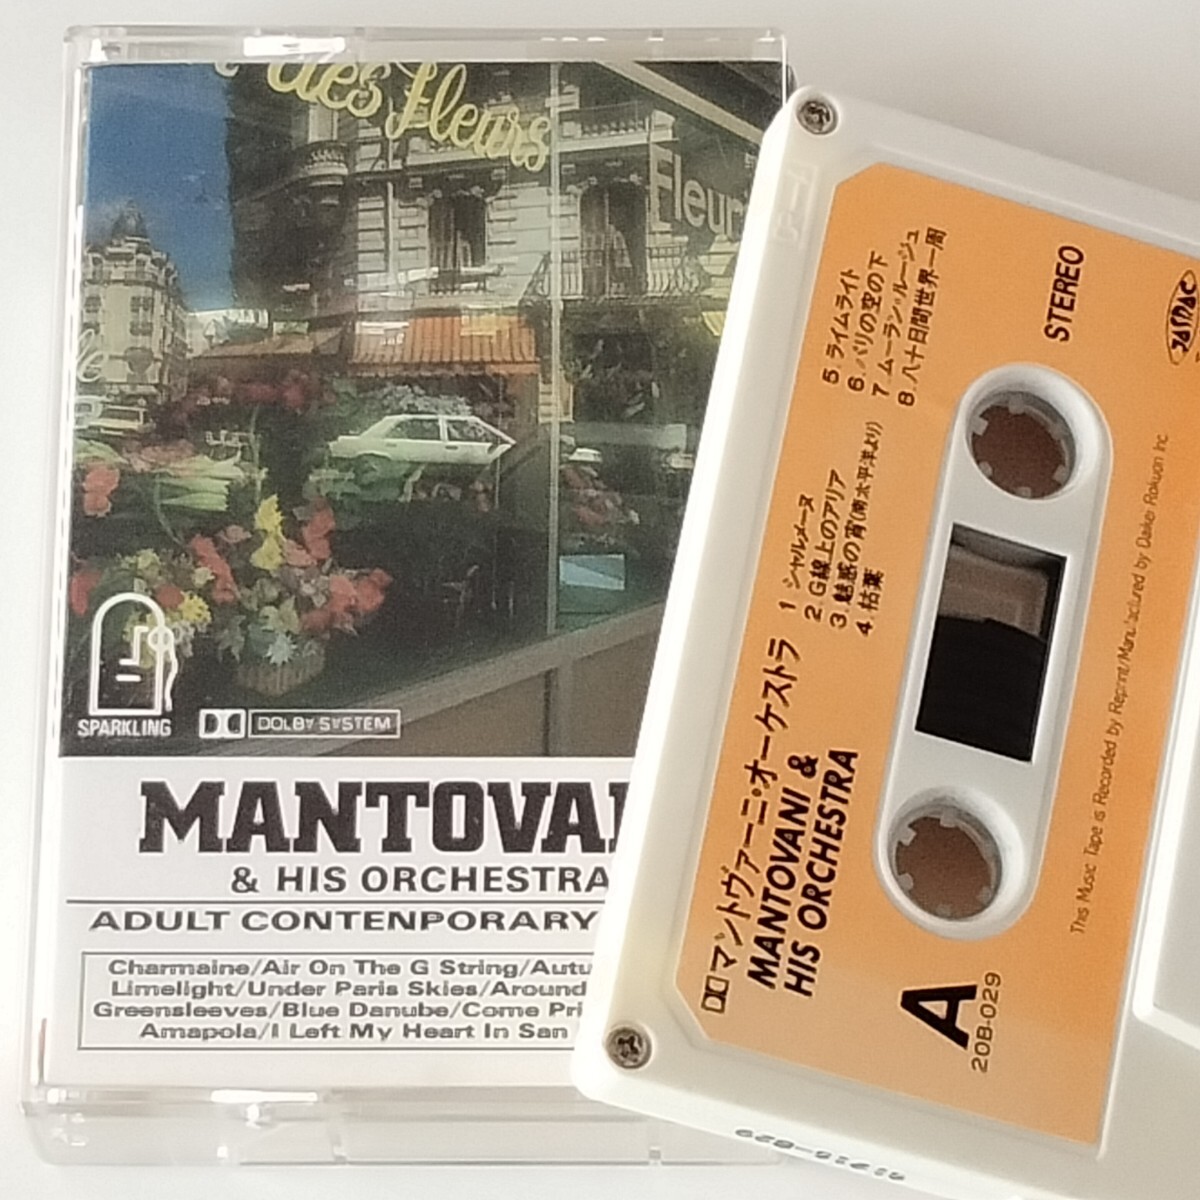 des fleurs
Fleur
SPARKLING
DOLBY SYSTEM
MANTOVA
& HIS ORCHESTRA
ADULT CONTENPORARY
Charmaine/Air On The G String/Autu
Limelight/Under Paris Skies/Around
Greensleeves/Blue Danube/Come Pri
Amapola/I Left My Heart In San
マントヴァーニ・オーケストラ
MANTOVANI &
HIS ORCHESTRA
1 シャルメーヌ
2 G線上のアリア
3 魅惑の宵(南太平洋より)
4 枯葉
5 ライムライト
6 パリの空の下
7 ムーラン・ルージュ
8 八十日間世界一周
STEREO
JASRAC
A
20B-029
This Music Tape is Recorded by Reprint/Manufactured by Daikei Rokuon Inc